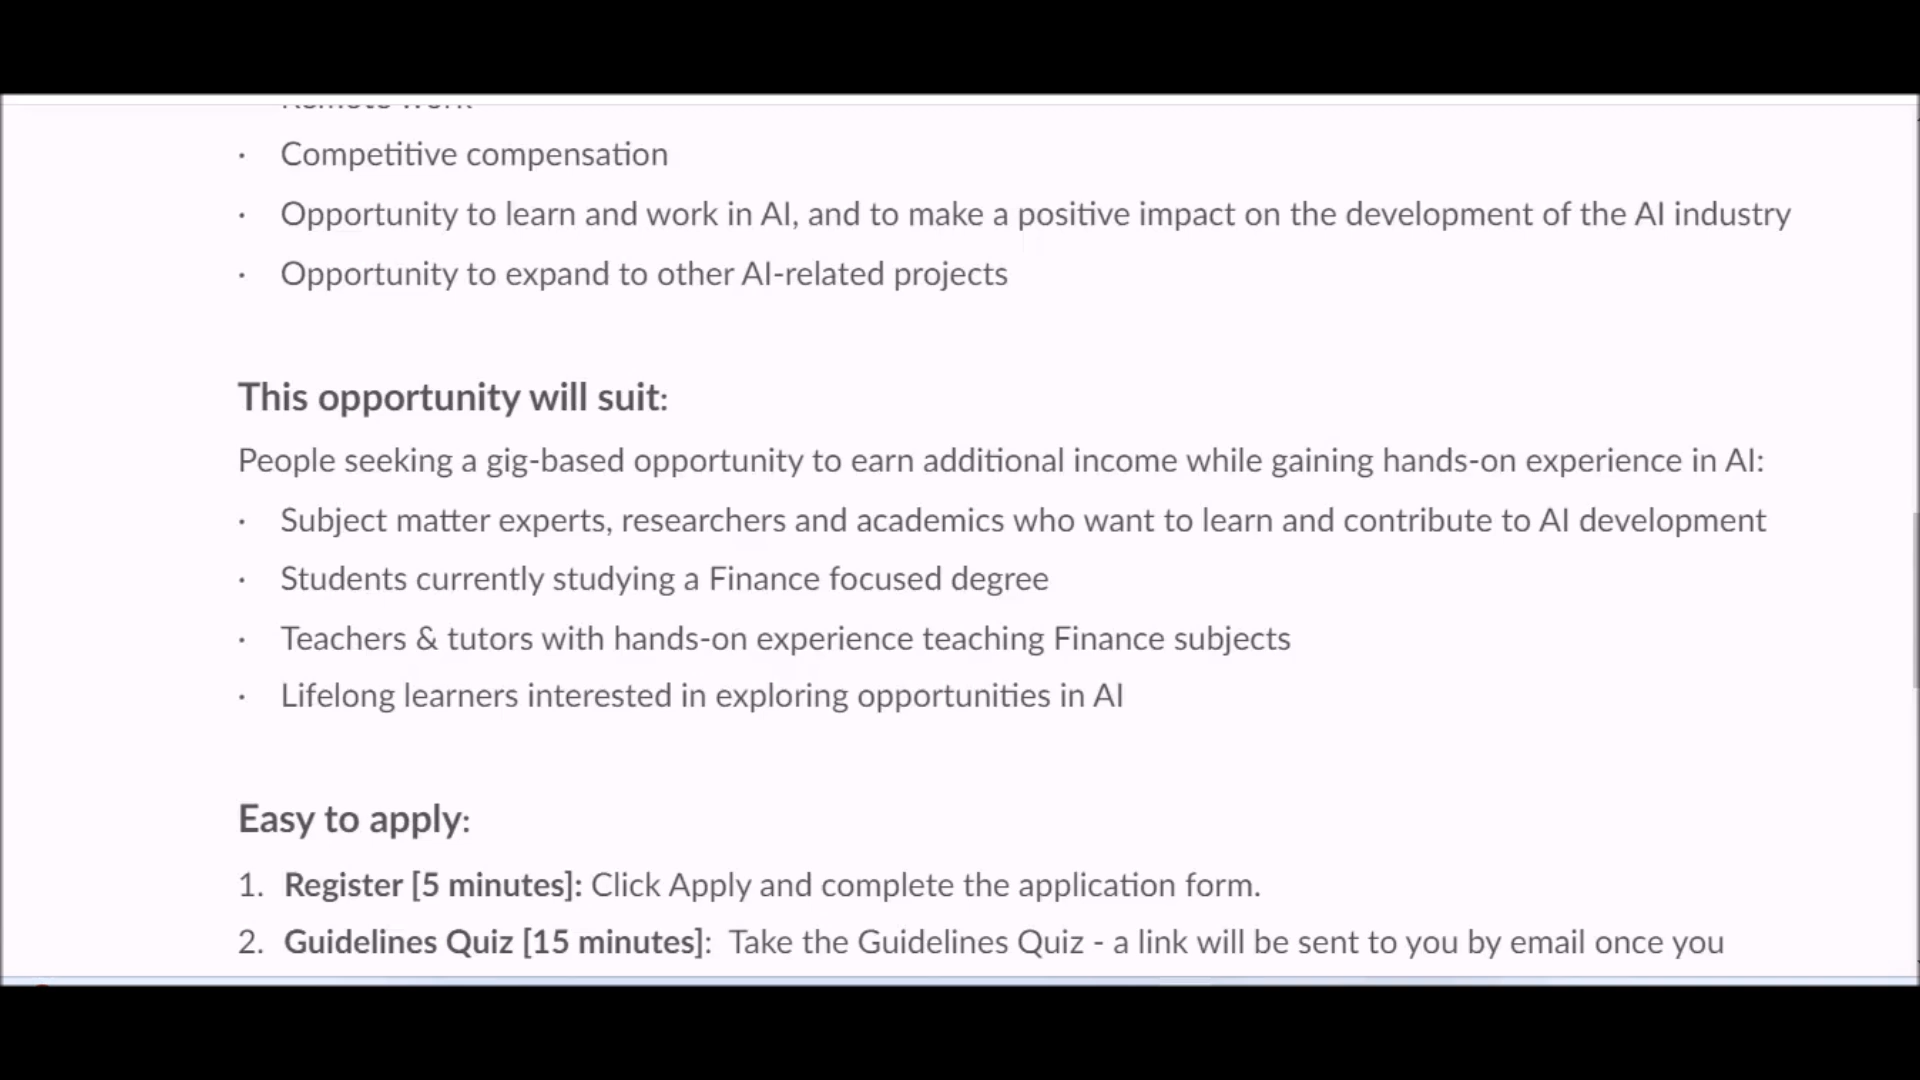 · Competitive compensation
· Opportunity to learn and work in AI, and to make a positive impact on the development of the AI industry
· Opportunity to expand to other AI-related projects
This opportunity will suit:
People seeking a gig-based opportunity to earn additional income while gaining hands-on experience in AI:
· Subject matter experts, researchers and academics who want to learn and contribute to AI development
· Students currently studying a Finance focused degree
· Teachers & tutors with hands-on experience teaching Finance subjects
· Lifelong learners interested in exploring opportunities in AI
Easy to apply:
1. Register [5 minutes]: Click Apply and complete the application form.
2. Guidelines Quiz [15 minutes]: Take the Guidelines Quiz - a link will be sent to you by email once you